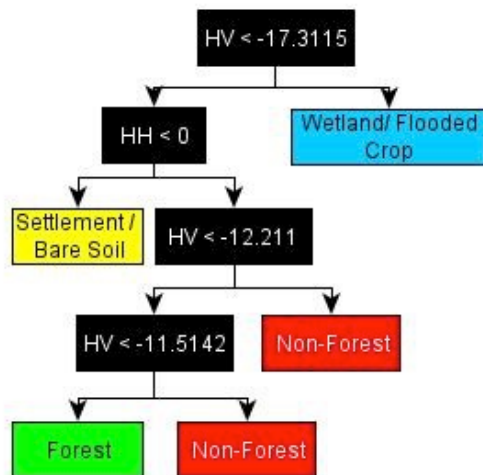 HV < -17.3115
HH < 0
Wetland/ Flooded
Crop
Settlement /
Bare Soil
HV < -12.211
HV < -11.5142
Non-Forest
Forest
Non-Forest